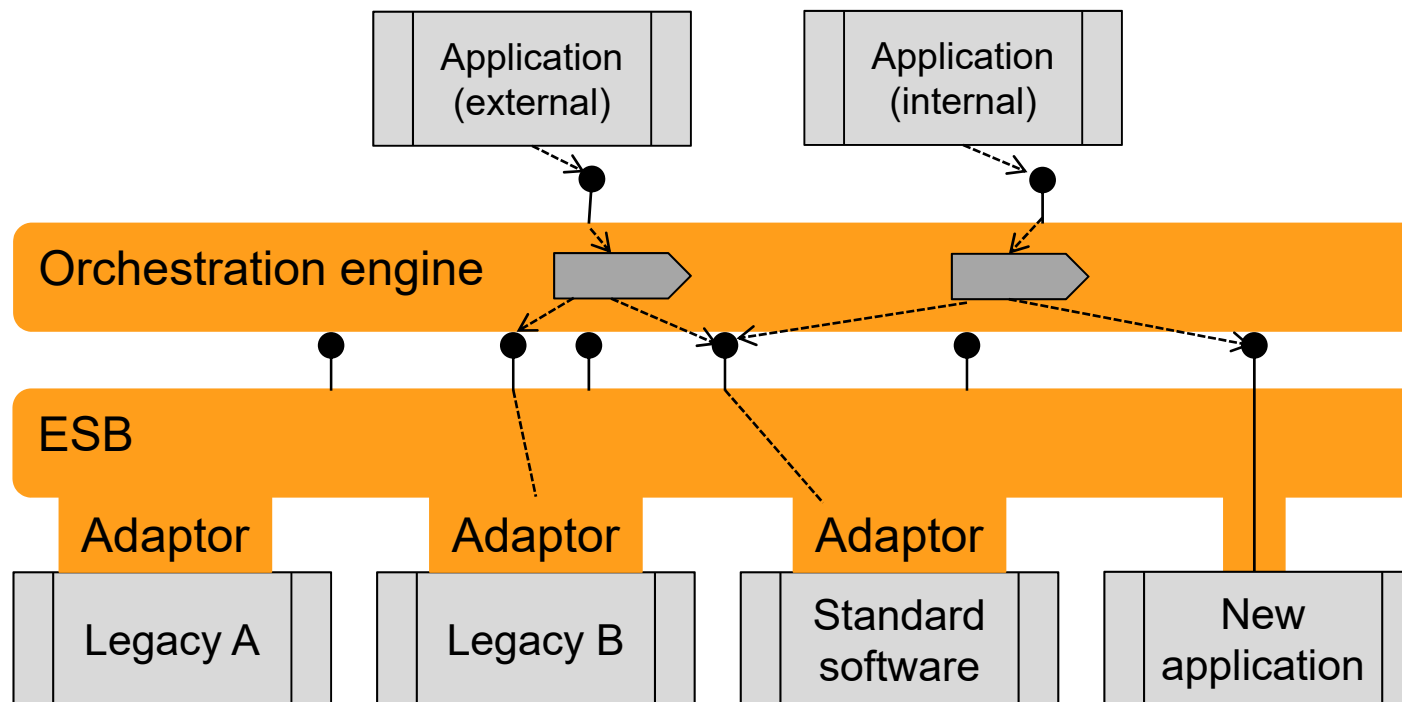 Application
(external)
Application
(internal)
Orchestration engine
ESB
Adaptor
Adaptor
Adaptor
Legacy A
Legacy B
Standard
software
New
application